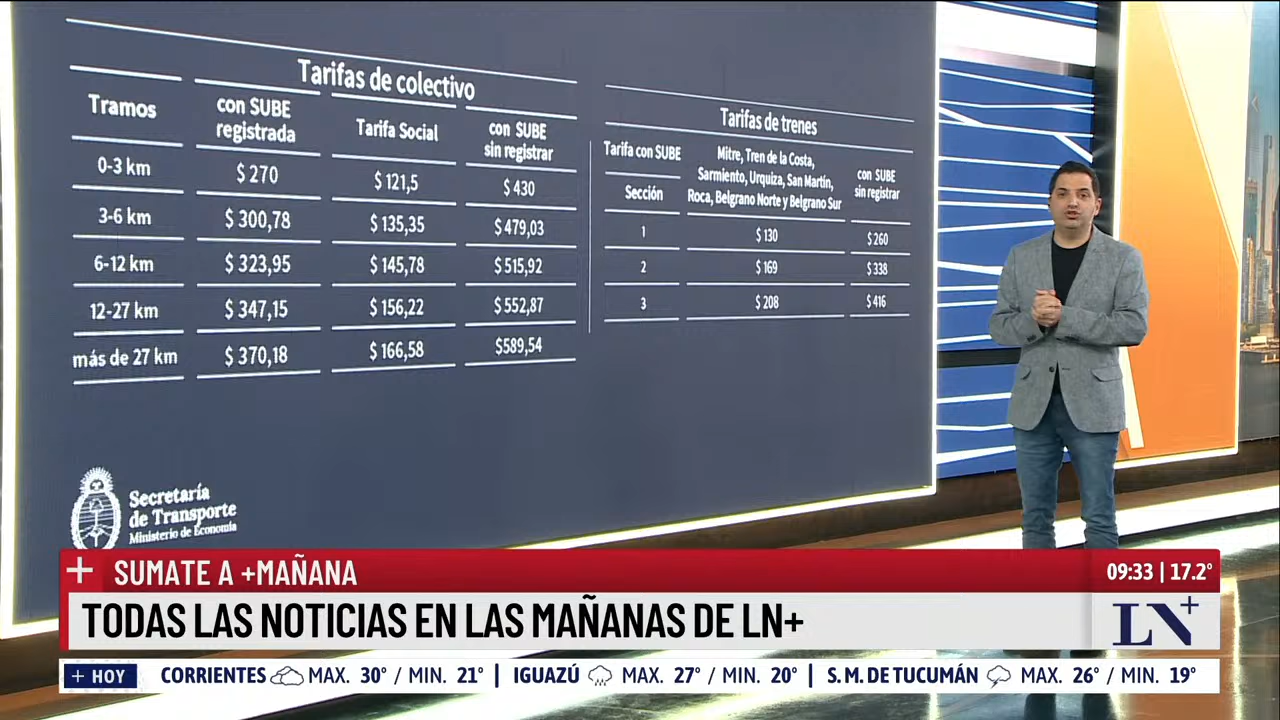 Tarifas de colectivo
Tramos
con SUBE
registrada
Tarifa Social
con SUBE
sin registrar
0-3 km
$ 270
$ 121,5
$ 430
3-6 km
$ 300,78
$ 135,35
$ 479,03
6-12 km
$ 323,95
$ 145,78
$ 515,92
12-27 km
$ 347,15
$ 156,22
$ 552,87
más de 27 km
$ 370,18
$ 166,58
$589,54
Tarifas de trenes
Tarifa con SUBE
Sección
Mitre, Tren de la Costa,
Sarmiento, Urquiza, San Martín,
Roca, Belgrano Norte y Belgrano Sur
con SUBE
sin registrar
1
$ 130
$ 260
2
$ 169
$ 338
3
$ 208
$ 416
Secretaría
de Transporte
Ministerio de Economía
+ SUMATE A +MAÑANA
09:33 | 17.2°
TODAS LAS NOTICIAS EN LAS MAÑANAS DE LN+
LN+
+ HOY CORRIENTES MAX. 30° / MIN. 21° | IGUAZÚ MAX. 27° / MIN. 20° | S. M. DE TUCUMÁN MAX. 26° / MIN. 19°